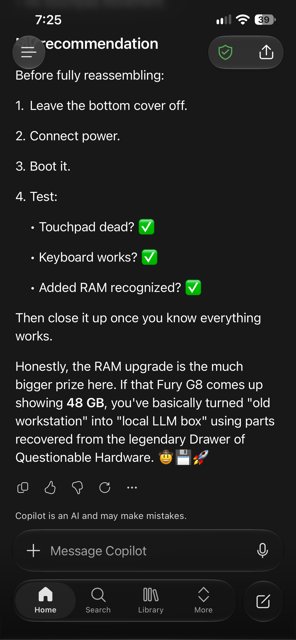 7:25
39
recommendation
Before fully reassembling:
1. Leave the bottom cover off.
2. Connect power.
3. Boot it.
4. Test:
• Touchpad dead? ✅
• Keyboard works? ✅
• Added RAM recognized? ✅
Then close it up once you know everything
works.
Honestly, the RAM upgrade is the much
bigger prize here. If that Fury G8 comes up
showing 48 GB, you've basically turned "old
workstation" into "local LLM box" using parts
recovered from the legendary Drawer of
Questionable Hardware. 🤠💾🚀
Copilot is an AI and may make mistakes.
Message Copilot
Home
Search
Library
More